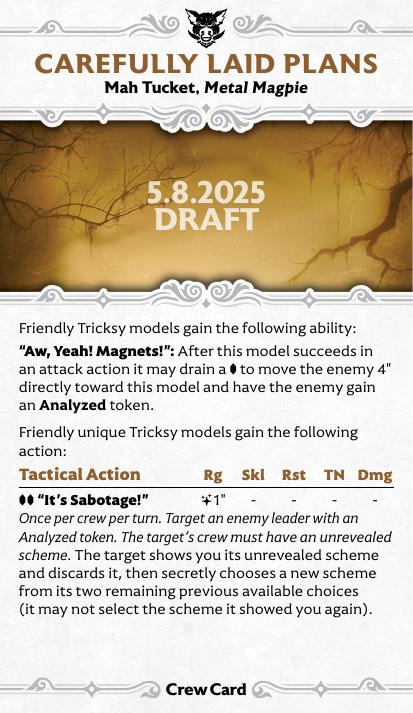 CAREFULLY LAID PLANS
Mah Tucket, Metal Magpie
5.8.2025
DRAFT
Friendly Tricksy models gain the following ability:
“Aw, Yeah! Magnets!”: After this model succeeds in
an attack action it may drain a to move the enemy 4"
directly toward this model and have the enemy gain
an Analyzed token.
Friendly unique Tricksy models gain the following
action:
Tactical Action Rg Skl Rst TN Dmg
“It’s Sabotage!” 1" - - - -
Once per crew per turn. Target an enemy leader with an
Analyzed token. The target’s crew must have an unrevealed
scheme. The target shows you its unrevealed scheme
and discards it, then secretly chooses a new scheme
from its two remaining previous available choices
(it may not select the scheme it showed you again).
Crew Card